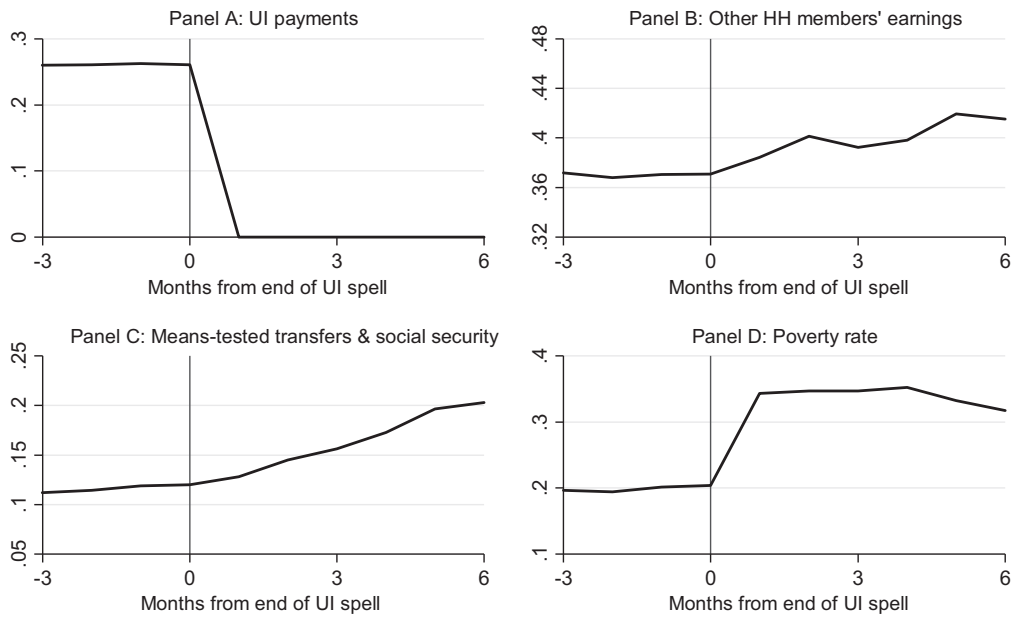 Panel A: UI payments
.3
.2
.1
0
-3 0 3 6
Months from end of UI spell
Panel B: Other HH members' earnings
.48
.44
.4
.36
.32
-3 0 3 6
Months from end of UI spell
Panel C: Means-tested transfers & social security
.25
.2
.15
.1
.05
-3 0 3 6
Months from end of UI spell
Panel D: Poverty rate
.4
.3
.2
.1
-3 0 3 6
Months from end of UI spell